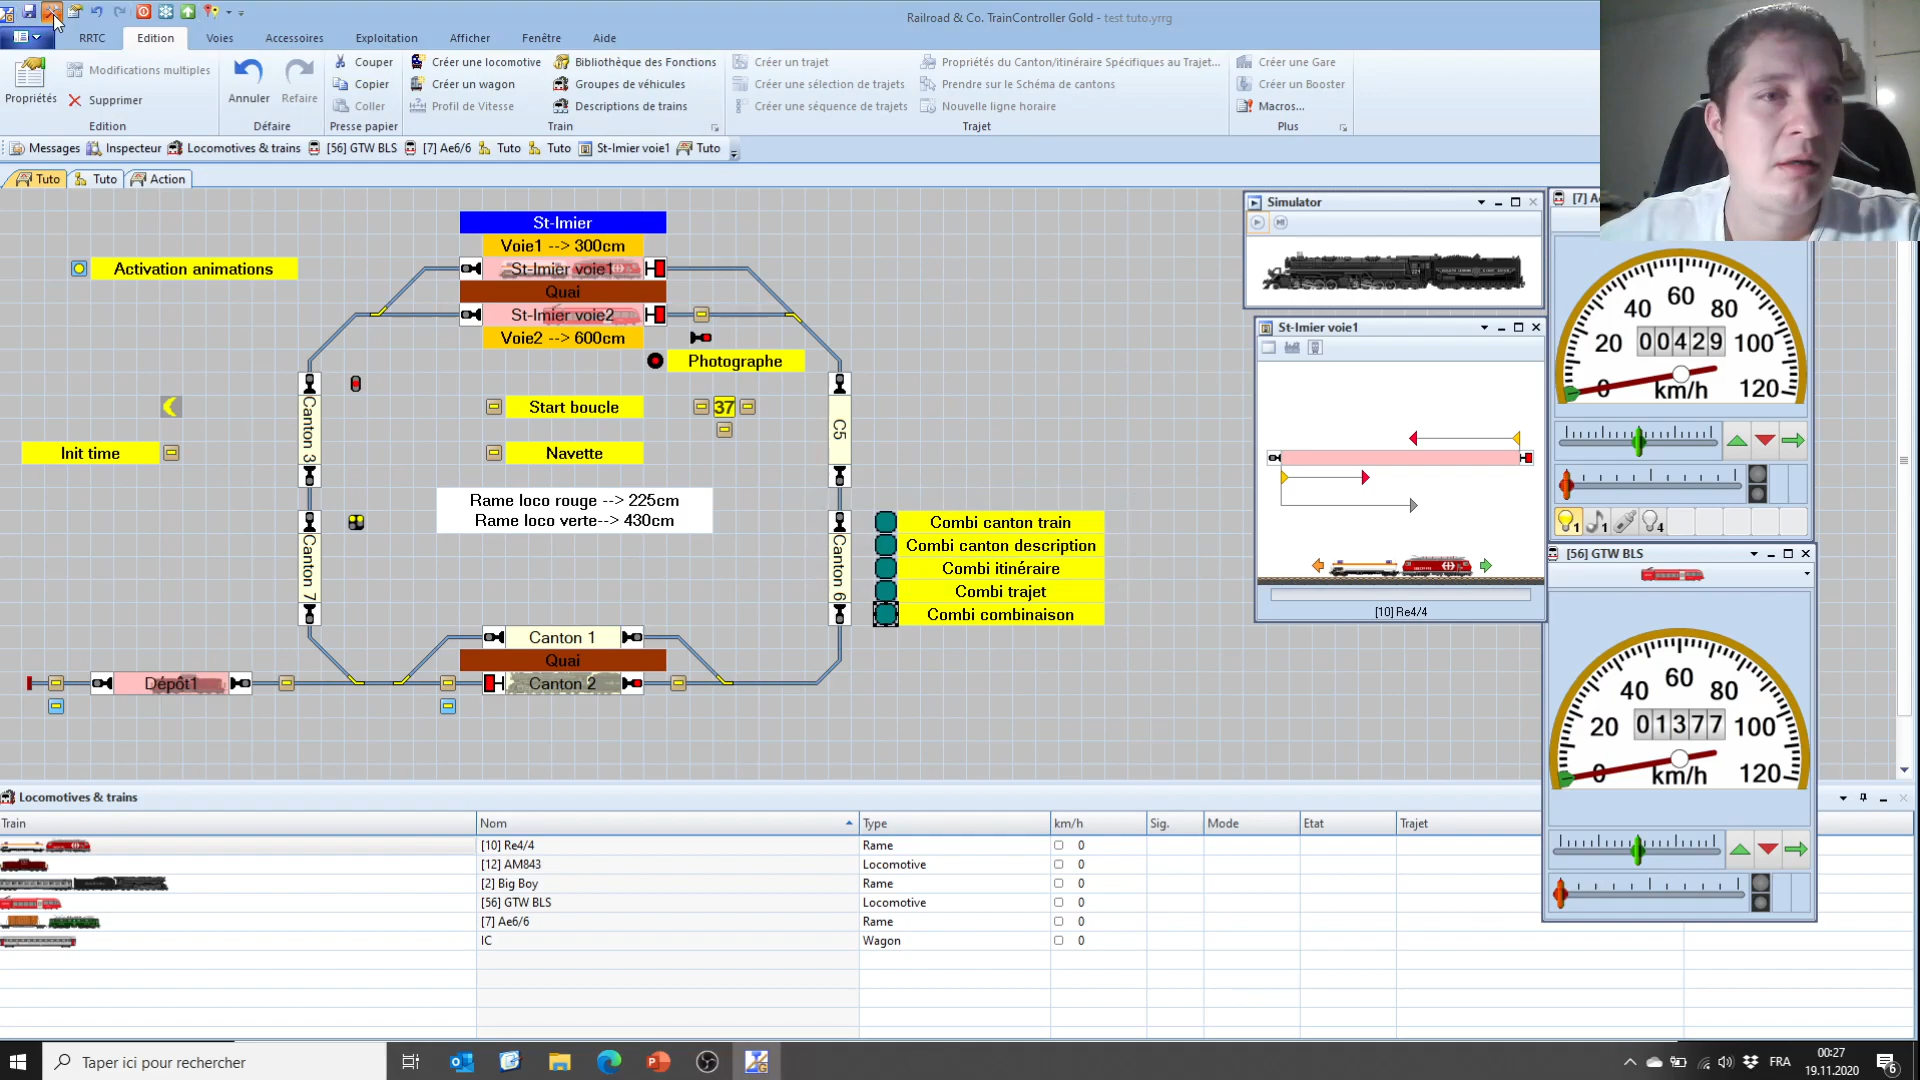 Railroad & Co. TrainController Gold - test tuto.yrrg
RRTC
Edition
Voies
Accessoires
Exploitation
Afficher
Fenêtre
Aide
Propriétés
Modifications multiples
Supprimer
Edition
Annuler
Refaire
Défaire
Couper
Copier
Coller
Presse papier
Créer une locomotive
Créer un wagon
Profil de Vitesse
Bibliothèque des Fonctions
Groupes de véhicules
Descriptions de trains
Train
Créer un trajet
Créer une sélection de trajets
Créer une séquence de trajets
Propriétés du Canton/itinéraire Spécifiques au Trajet...
Prendre sur le Schéma de cantons
Nouvelle ligne horaire
Trajet
Créer une Gare
Créer un Booster
Macros...
Plus
Messages
Inspecteur
Locomotives & trains
[56] GTW BLS
[7] Ae6/6
Tuto
Tuto
St-Imier voie1
Tuto
Tuto
Tuto
Action
St-Imier
Voie1 --> 300cm
St-Imier voie1
Quai
St-Imier voie2
Voie2 --> 600cm
Activation animations
Photographe
Canton 3
Start boucle
37
C5
Init time
Navette
Rame loco rouge --> 225cm
Rame loco verte--> 430cm
Canton 7
Canton 6
Combi canton train
Combi canton description
Combi itinéraire
Combi trajet
Combi combinaison
Canton 1
Quai
Dépôt1
Canton 2
Simulator
St-Imier voie1
[10] Re4/4
0 20 40 60 80 100 120
00429
km/h
1
1
4
[56] GTW BLS
0 20 40 60 80 100 120
01377
km/h
Locomotives & trains
Train
Nom
Type
km/h
Sig.
Mode
Etat
Trajet
[10] Re4/4
Rame
0
[12] AM843
Locomotive
0
[2] Big Boy
Rame
0
[56] GTW BLS
Locomotive
0
[7] Ae6/6
Rame
0
IC
Wagon
0
Taper ici pour rechercher
FRA
00:27
19.11.2020
6